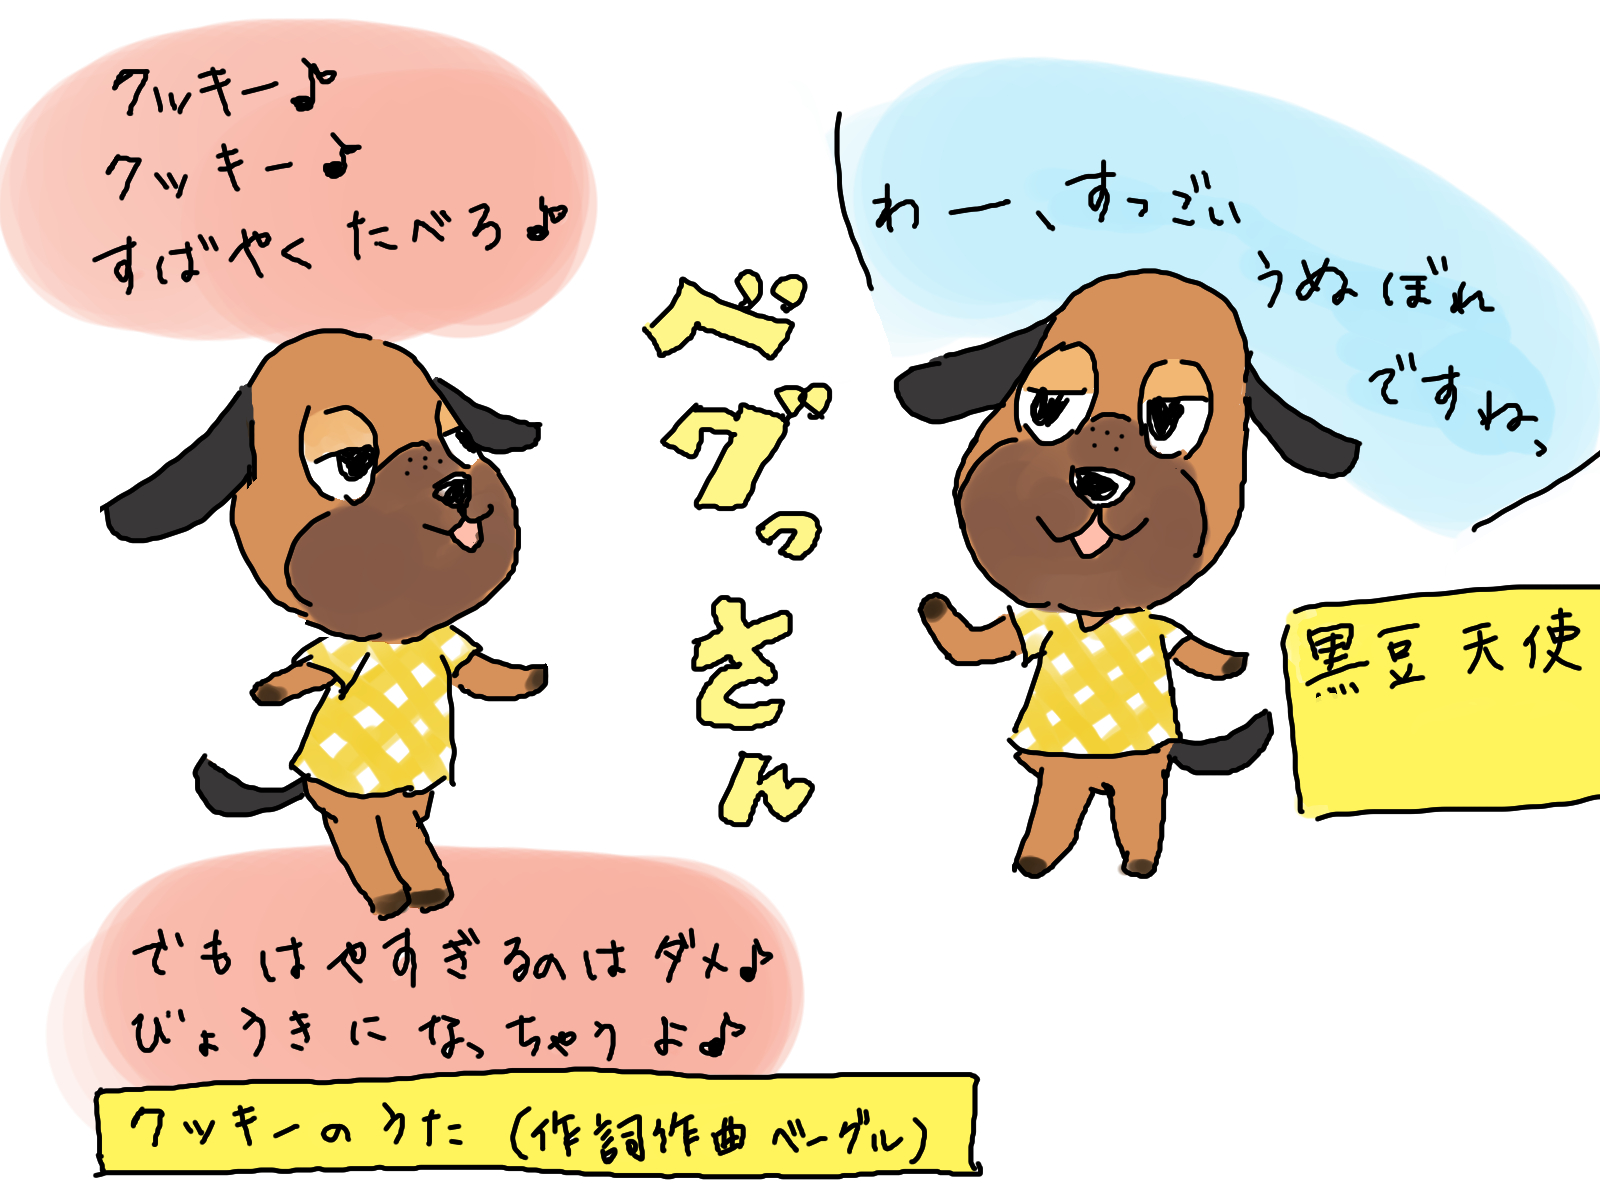 クッキー♪
クッキー♪
すばやく たべろ♪
わー、すっごい
うぬぼれ
ですね、
ベグっさん
黒豆天使
でもはやすぎるのはダメ♪
びょうきになっちゃうよ♪
クッキーのうた (作詞作曲ベーグル)